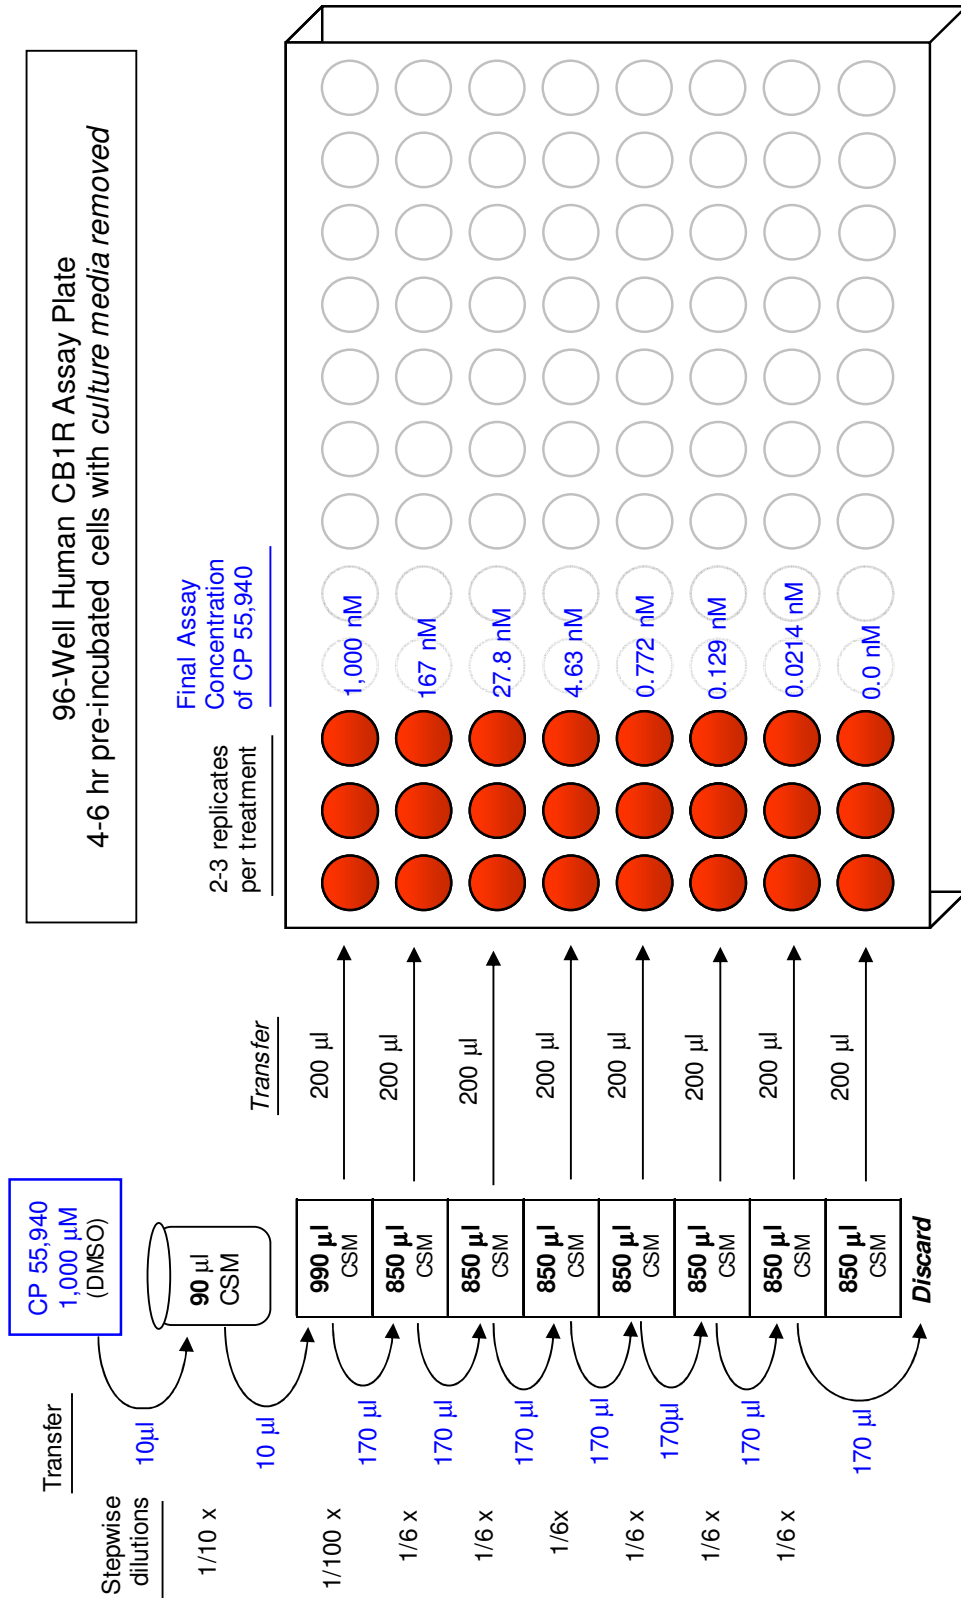 96-Well Human CB1R Assay Plate
4-6 hr pre-incubated cells with culture media removed
Stepwise
dilutions
1/10 x
1/100 x
1/6 x
1/6 x
1/6x
1/6 x
1/6 x
1/6 x
Transfer
10µl
10 µl
170 µl
170 µl
170 µl
170 µl
170µl
170 µl
170 µl
CP 55,940
1,000 µM
(DMSO)
90 µl
CSM
990 µl
CSM
850 µl
CSM
850 µl
CSM
850 µl
CSM
850 µl
CSM
850 µl
CSM
850 µl
CSM
850 µl
CSM
Discard
Transfer
200 µl
200 µl
200 µl
200 µl
200 µl
200 µl
200 µl
200 µl
2-3 replicates
per treatment
Final Assay
Concentration
of CP 55,940
1,000 nM
167 nM
27.8 nM
4.63 nM
0.772 nM
0.129 nM
0.0214 nM
0.0 nM